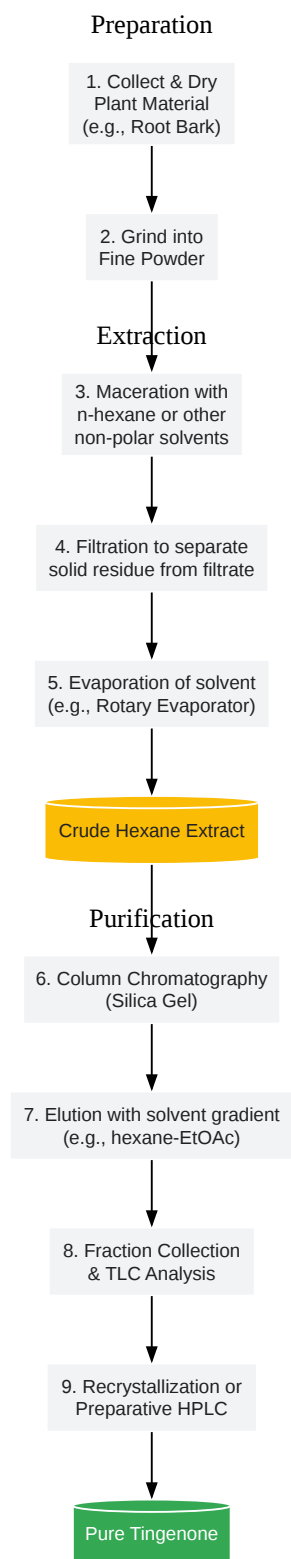 Preparation
1. Collect & Dry
Plant Material
(e.g., Root Bark)
2. Grind into
Fine Powder
Extraction
3. Maceration with
n-hexane or other
non-polar solvents
4. Filtration to separate
solid residue from filtrate
5. Evaporation of solvent
(e.g., Rotary Evaporator)
Crude Hexane Extract
Purification
6. Column Chromatography
(Silica Gel)
7. Elution with solvent gradient
(e.g., hexane-EtOAc)
8. Fraction Collection
& TLC Analysis
9. Recrystallization or
Preparative HPLC
Pure Tingenone